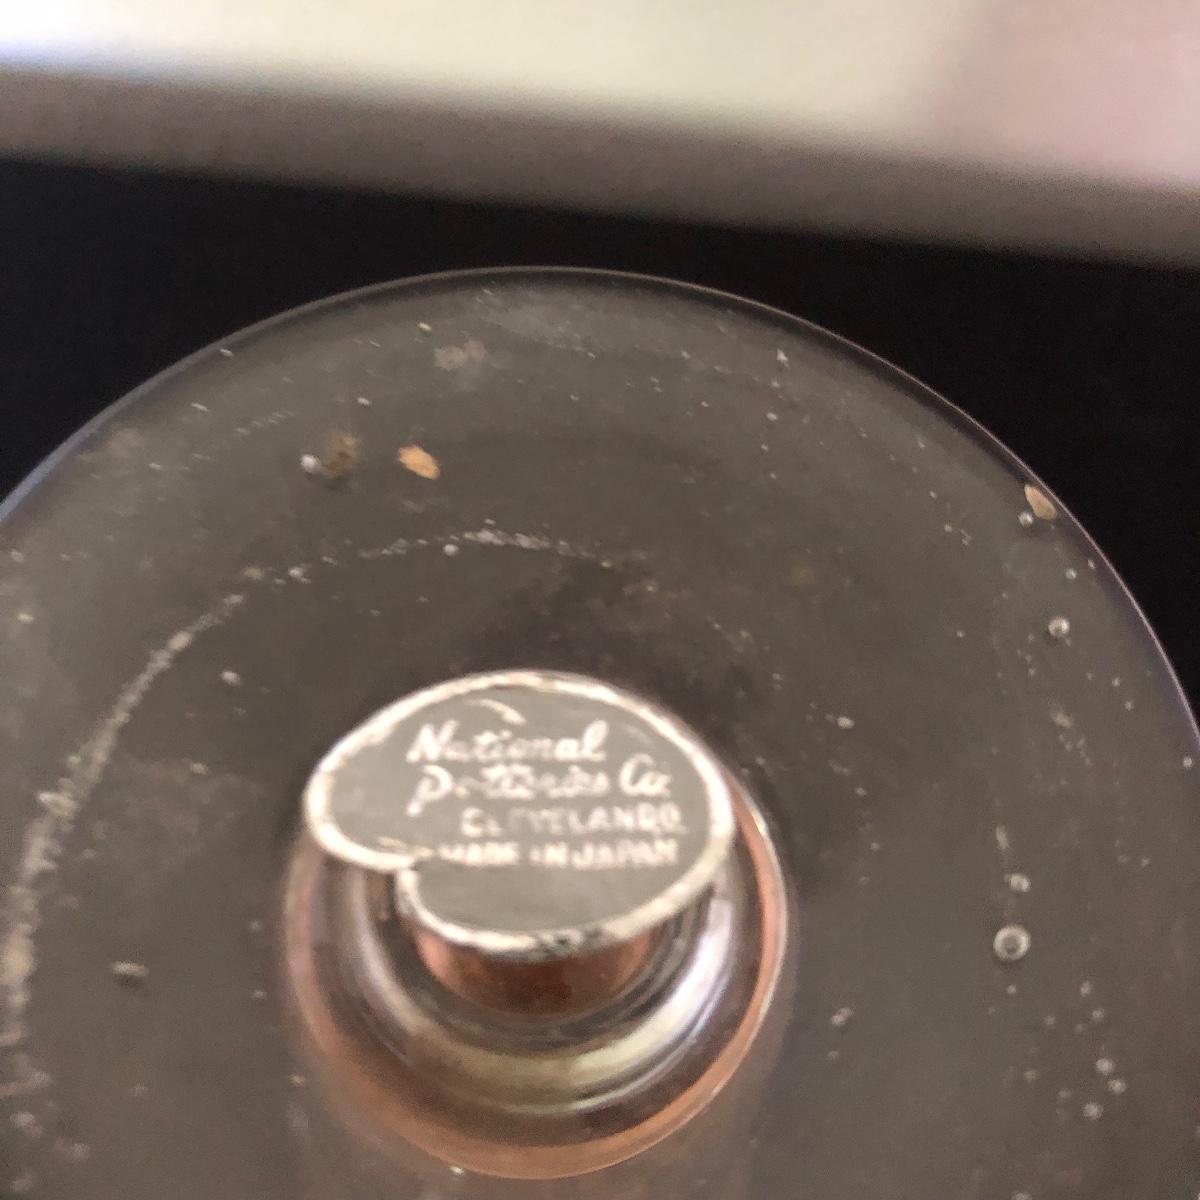 National
Potteries Co.
CLEVELAND O.
MADE IN JAPAN